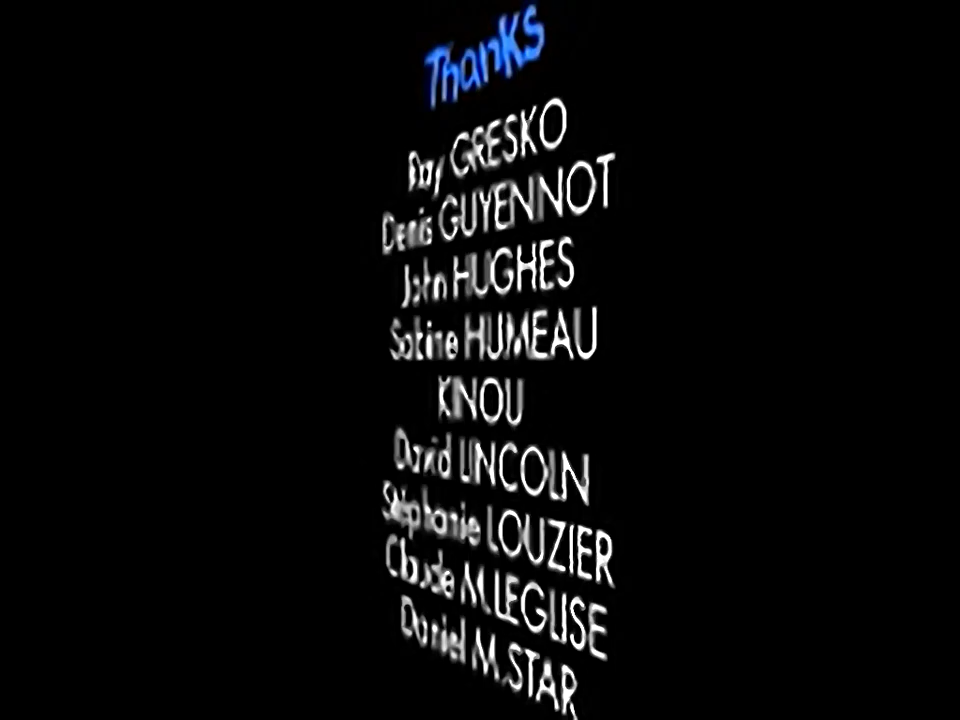 Thanks
Ray GRESKO
Denis GUYENNOT
John HUGHES
Sabine HUMEAU
KINOU
David LINCOLN
Stéphanie LOUZIER
Claude M.LEGLISE
Daniel M.STAR